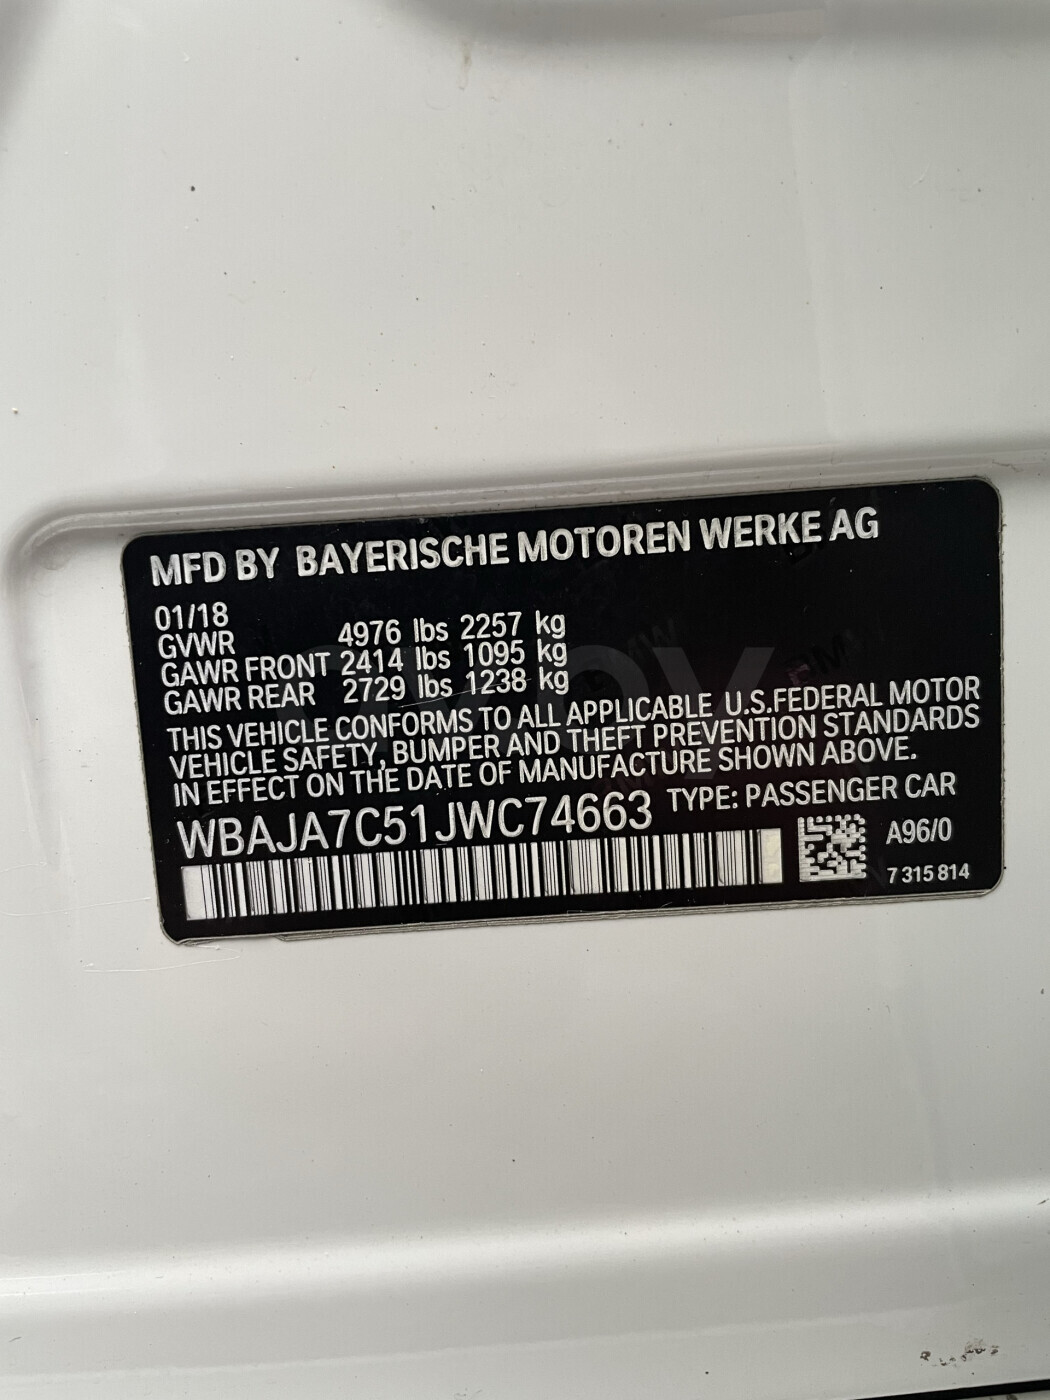 MFD BY BAYERISCHE MOTOREN WERKE AG
01/18
GVWR 4976 lbs 2257 kg
GAWR FRONT 2414 lbs 1095 kg
GAWR REAR 2729 lbs 1238 kg
THIS VEHICLE CONFORMS TO ALL APPLICABLE U.S.FEDERAL MOTOR
VEHICLE SAFETY, BUMPER AND THEFT PREVENTION STANDARDS
IN EFFECT ON THE DATE OF MANUFACTURE SHOWN ABOVE.
WBAJA7C51JWC74663 TYPE: PASSENGER CAR
A96/0
7 315 814